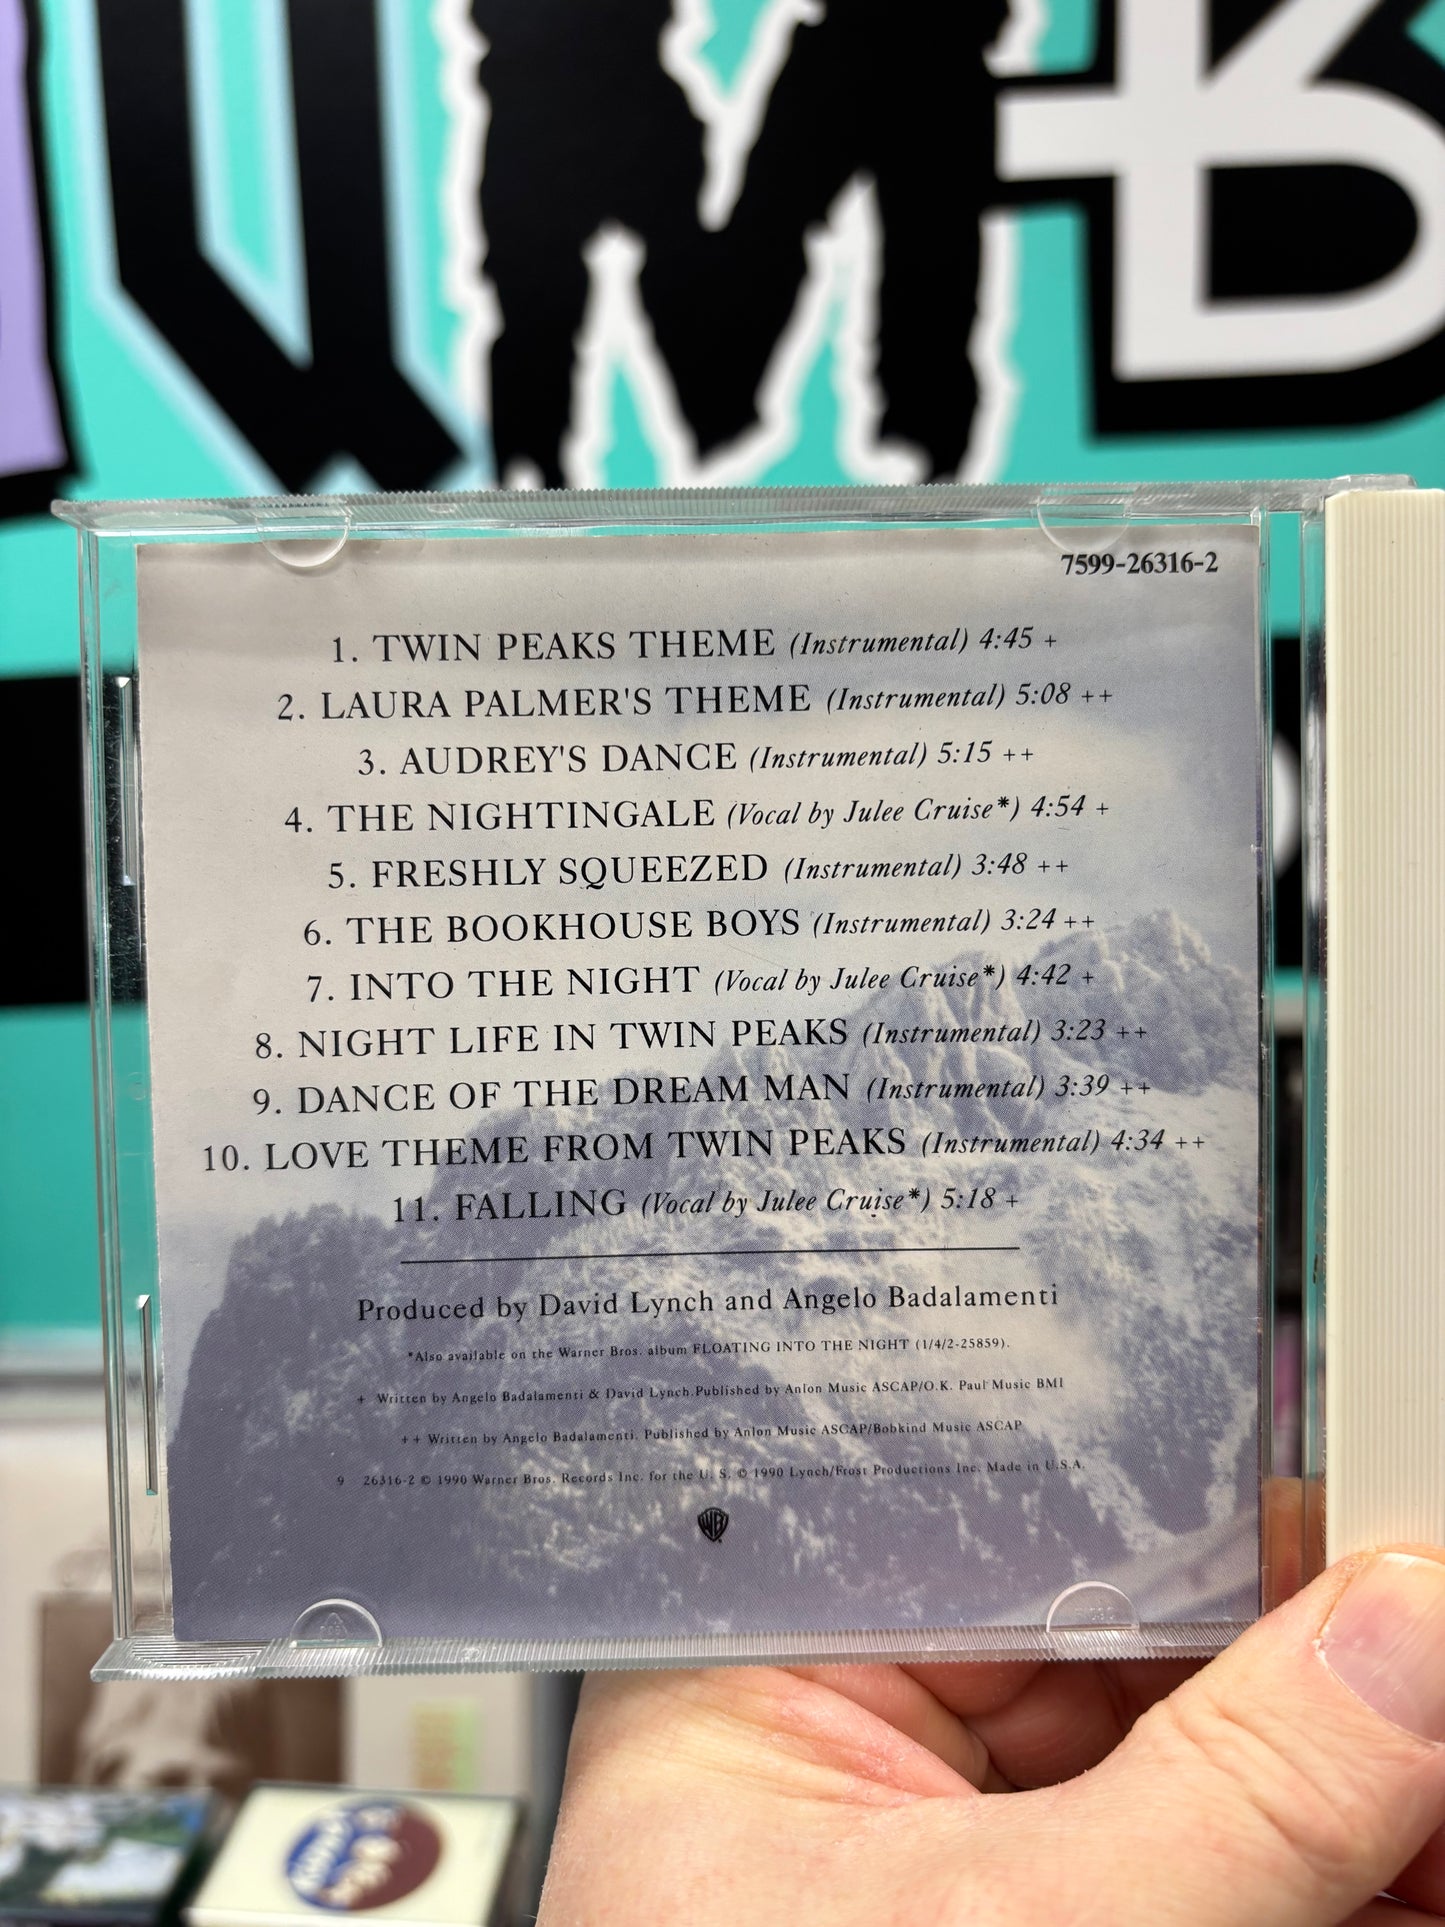 7599-26316-2
1. TWIN PEAKS THEME (Instrumental) 4:45 +
2. LAURA PALMER'S THEME (Instrumental) 5:08 ++
3. AUDREY'S DANCE (Instrumental) 5:15 ++
4. THE NIGHTINGALE (Vocal by Julee Cruise*) 4:54 +
5. FRESHLY SQUEEZED (Instrumental) 3:48 ++
6. THE BOOKHOUSE BOYS (Instrumental) 3:24 ++
7. INTO THE NIGHT (Vocal by Julee Cruise*) 4:42 +
8. NIGHT LIFE IN TWIN PEAKS (Instrumental) 3:23 ++
9. DANCE OF THE DREAM MAN (Instrumental) 3:39 ++
10. LOVE THEME FROM TWIN PEAKS (Instrumental) 4:34 ++
11. FALLING (Vocal by Julee Cruise*) 5:18 +
Produced by David Lynch and Angelo Badalamenti
*Also available on the Warner Bros. album FLOATING INTO THE NIGHT (1/4/2-25859).
+ Written by Angelo Badalamenti & David Lynch.Published by Anlon Music ASCAP/O.K. Paul Music BMI
++ Written by Angelo Badalamenti. Published by Anlon Music ASCAP/Bobkind Music ASCAP
9 26316-2 © 1990 Warner Bros. Records Inc. for the U. S. © 1990 Lynch/Frost Productions Inc. Made in U.S.A.
WB